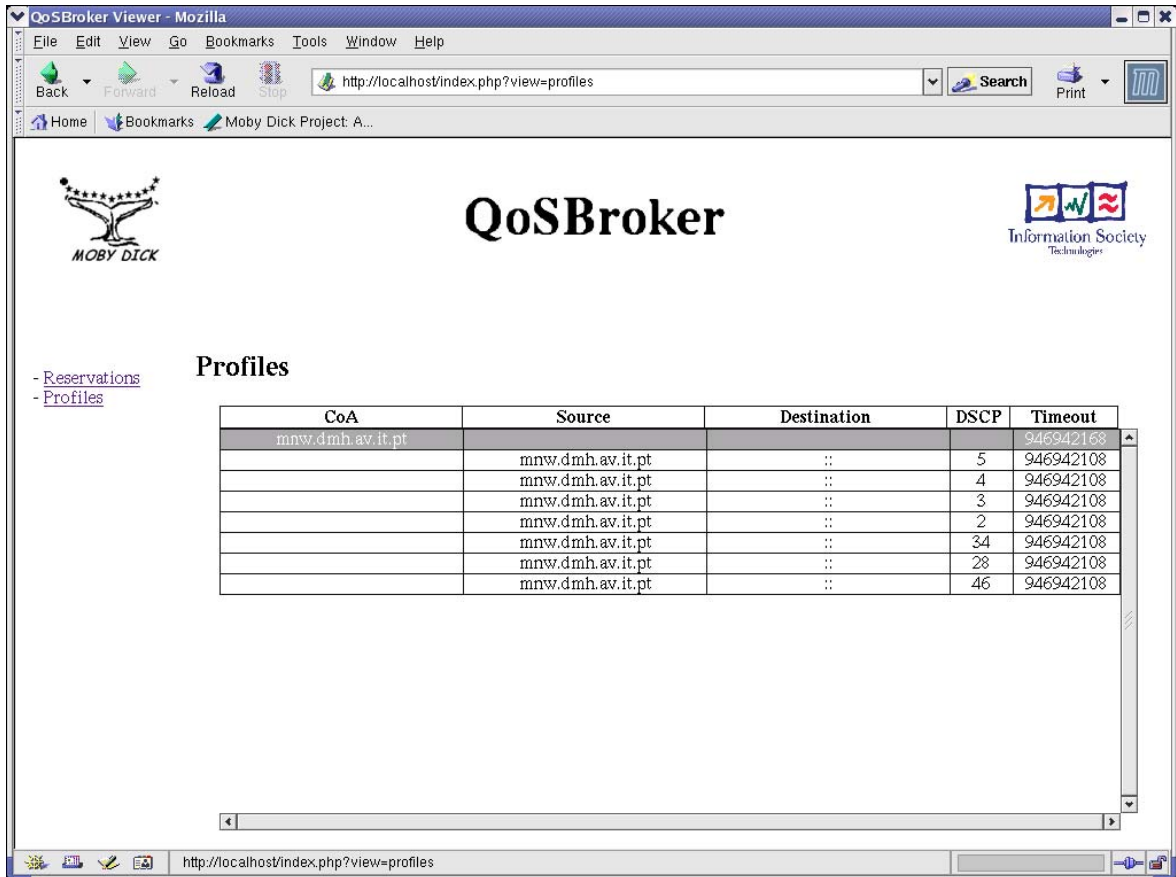 QoSBroker Viewer - Mozilla
File Edit View Go Bookmarks Tools Window Help
Back Forward Reload Stop http://localhost/index.php?view=profiles Search Print
Home Bookmarks Moby Dick Project: A...
MOBY DICK
QoSBroker
Information Society
Technologies
- Reservations
- Profiles
Profiles
CoA Source Destination DSCP Timeout
mnw.dmh.av.it.pt 946942168
mnw.dmh.av.it.pt :: 5 946942108
mnw.dmh.av.it.pt :: 4 946942108
mnw.dmh.av.it.pt :: 3 946942108
mnw.dmh.av.it.pt :: 2 946942108
mnw.dmh.av.it.pt :: 34 946942108
mnw.dmh.av.it.pt :: 28 946942108
mnw.dmh.av.it.pt :: 46 946942108
http://localhost/index.php?view=profiles